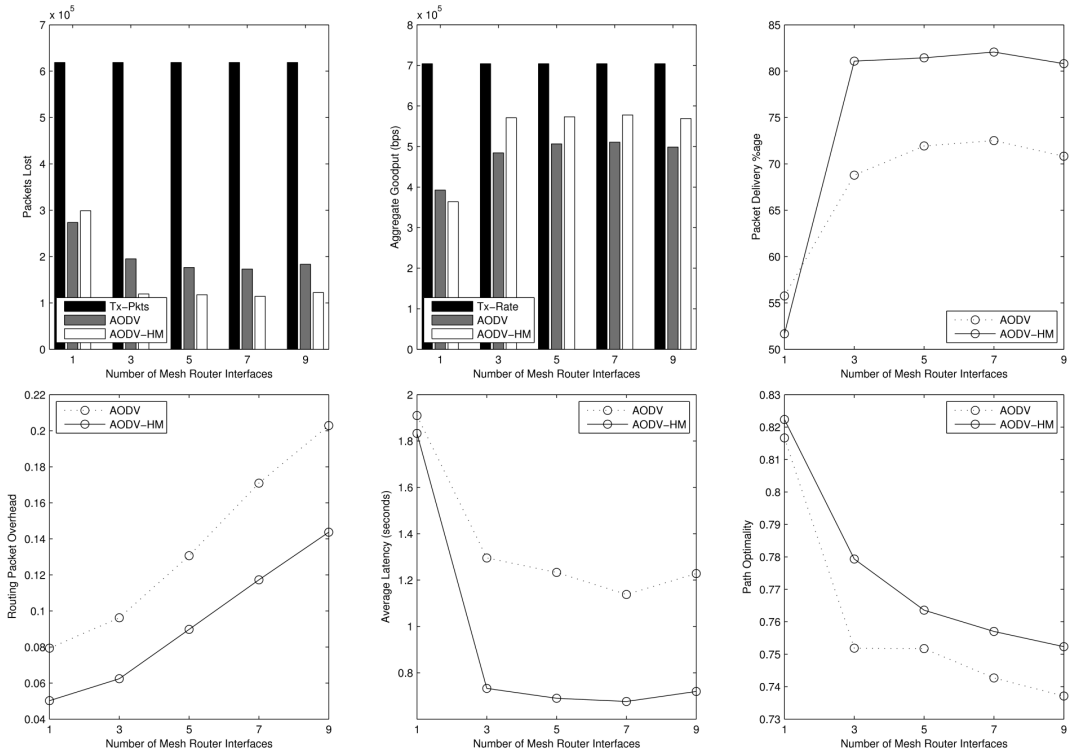 x 10^5
7
6
5
4
3
2
1
0
Packets Lost
Tx-Pkts
AODV
AODV-HM
1 3 5 7 9
Number of Mesh Router Interfaces
x 10^5
8
7
6
5
4
3
2
1
0
Aggregate Goodput (bps)
Tx-Rate
AODV
AODV-HM
1 3 5 7 9
Number of Mesh Router Interfaces
85
80
75
70
65
60
55
50
Packet Delivery %age
AODV
AODV-HM
1 3 5 7 9
Number of Mesh Router Interfaces
0.22
0.2
0.18
0.16
0.14
0.12
0.1
0.08
0.06
0.04
Routing Packet Overhead
AODV
AODV-HM
1 3 5 7 9
Number of Mesh Router Interfaces
2
1.8
1.6
1.4
1.2
1
0.8
Average Latency (seconds)
AODV
AODV-HM
1 3 5 7 9
Number of Mesh Router Interfaces
0.83
0.82
0.81
0.8
0.79
0.78
0.77
0.76
0.75
0.74
0.73
Path Optimality
AODV
AODV-HM
1 3 5 7 9
Number of Mesh Router Interfaces